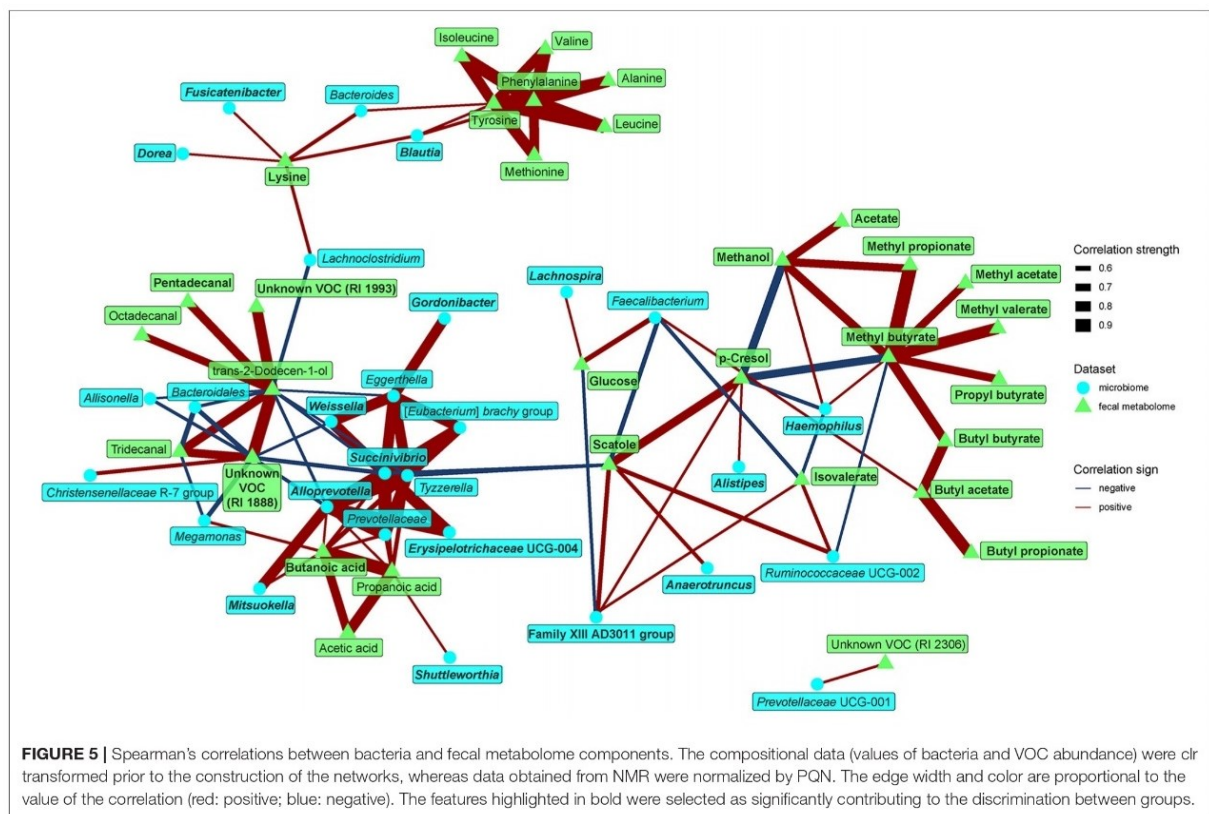 Isoleucine
Valine
Phenylalanine
Alanine
Fusicatenibacter
Bacteroides
Tyrosine
Leucine
Dorea
Blautia
Methionine
Lysine
Acetate
Methyl propionate
Methanol
Correlation strength
0.6
0.7
0.8
0.9
Lachnoclostridium
Lachnospira
Methyl acetate
Pentadecanal
Unknown VOC (RI 1993)
Gordonibacter
Faecalibacterium
Methyl valerate
Octadecanal
Methyl butyrate
p-Cresol
trans-2-Dodecen-1-ol
Eggerthella
Glucose
Dataset
microbiome
fecal metabolome
Allisonella
Bacteroidales
Weissella
[Eubacterium] brachy group
Propyl butyrate
Haemophilus
Butyl butyrate
Tridecanal
Succinivibrio
Scatole
Unknown
VOC
(RI 1888)
Christensenellaceae R-7 group
Alloprevotella
Tyzzerella
Alistipes
Isovalerate
Butyl acetate
Correlation sign
negative
positive
Megamonas
Prevotellaceae
Erysipelotrichaceae UCG-004
Butyl propionate
Butanoic acid
Propanoic acid
Anaerotruncus
Ruminococcaceae UCG-002
Mitsuokella
Family XIII AD3011 group
Acetic acid
Shuttleworthia
Unknown VOC (RI 2306)
Prevotellaceae UCG-001
FIGURE 5 | Spearman's correlations between bacteria and fecal metabolome components. The compositional data (values of bacteria and VOC abundance) were clr
transformed prior to the construction of the networks, whereas data obtained from NMR were normalized by PQN. The edge width and color are proportional to the
value of the correlation (red: positive; blue: negative). The features highlighted in bold were selected as significantly contributing to the discrimination between groups.